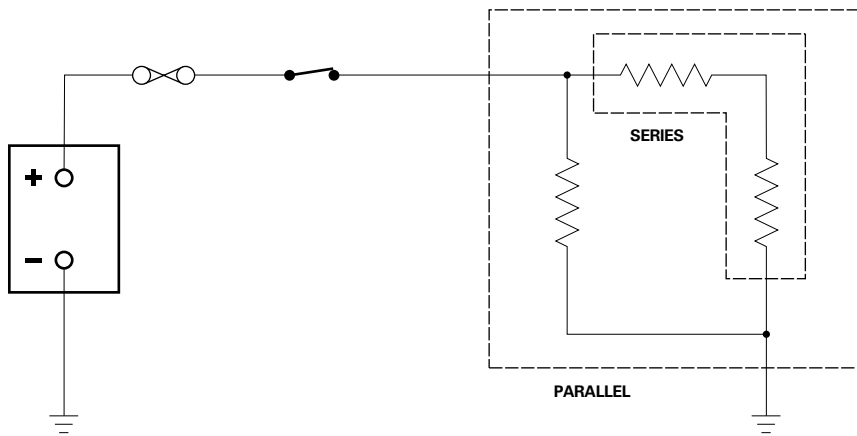 +
SERIES
–
PARALLEL